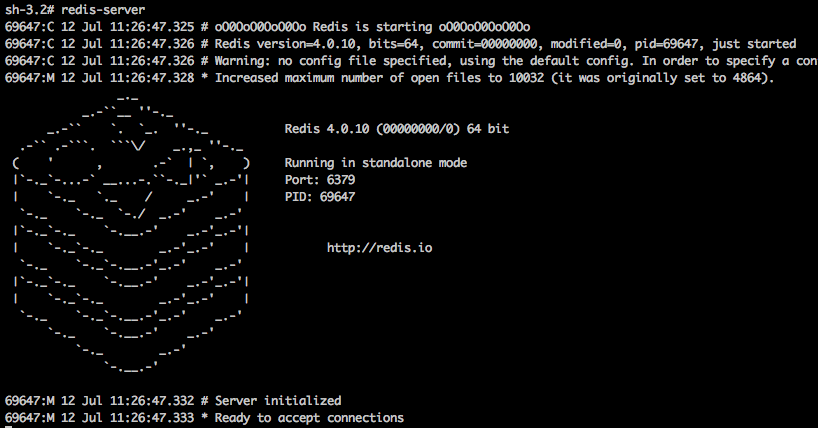 sh-3.2# redis-server
69647:C 12 Jul 11:26:47.325 # oO0OoO0OoO0Oo Redis is starting oO0OoO0OoO0Oo
69647:C 12 Jul 11:26:47.326 # Redis version=4.0.10, bits=64, commit=00000000, modified=0, pid=69647, just started
69647:C 12 Jul 11:26:47.326 # Warning: no config file specified, using the default config. In order to specify a con
69647:M 12 Jul 11:26:47.328 * Increased maximum number of open files to 10032 (it was originally set to 4864).
Redis 4.0.10 (00000000/0) 64 bit
Running in standalone mode
Port: 6379
PID: 69647
http://redis.io
69647:M 12 Jul 11:26:47.332 # Server initialized
69647:M 12 Jul 11:26:47.333 * Ready to accept connections